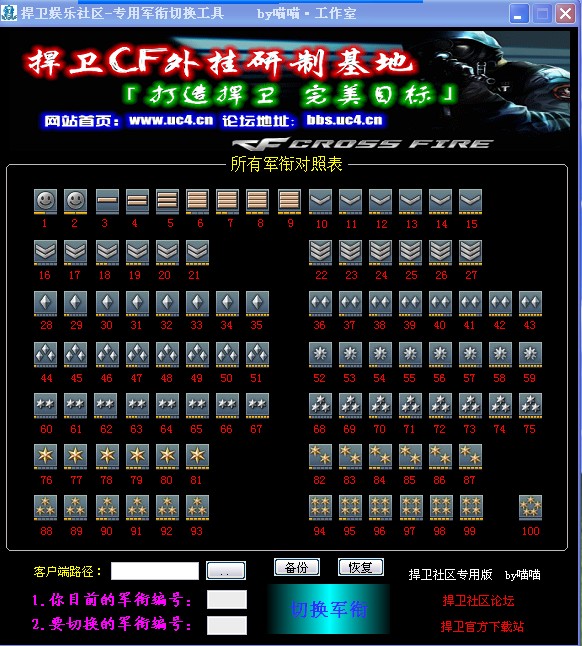 捍卫娱乐社区-专用军衔切换工具 by喵喵·工作室
捍卫CF外挂研制基地
「打造捍卫 完美目标」
网站首页：www.uc4.cn 论坛地址：bbs.uc4.cn
CF CROSS FIRE
所有军衔对照表
1 2 3 4 5 6 7 8 9 10 11 12 13 14 15
16 17 18 19 20 21 22 23 24 25 26 27
28 29 30 31 32 33 34 35 36 37 38 39 40 41 42 43
44 45 46 47 48 49 50 51 52 53 54 55 56 57 58 59
60 61 62 63 64 65 66 67 68 69 70 71 72 73 74 75
76 77 78 79 80 81 82 83 84 85 86 87
88 89 90 91 92 93 94 95 96 97 98 99 100
客户端路径： .. 备份 恢复 捍卫社区专用版 by喵喵
1.你目前的军衔编号： 切换军衔 捍卫社区论坛
2.要切换的军衔编号： 捍卫官方下载站